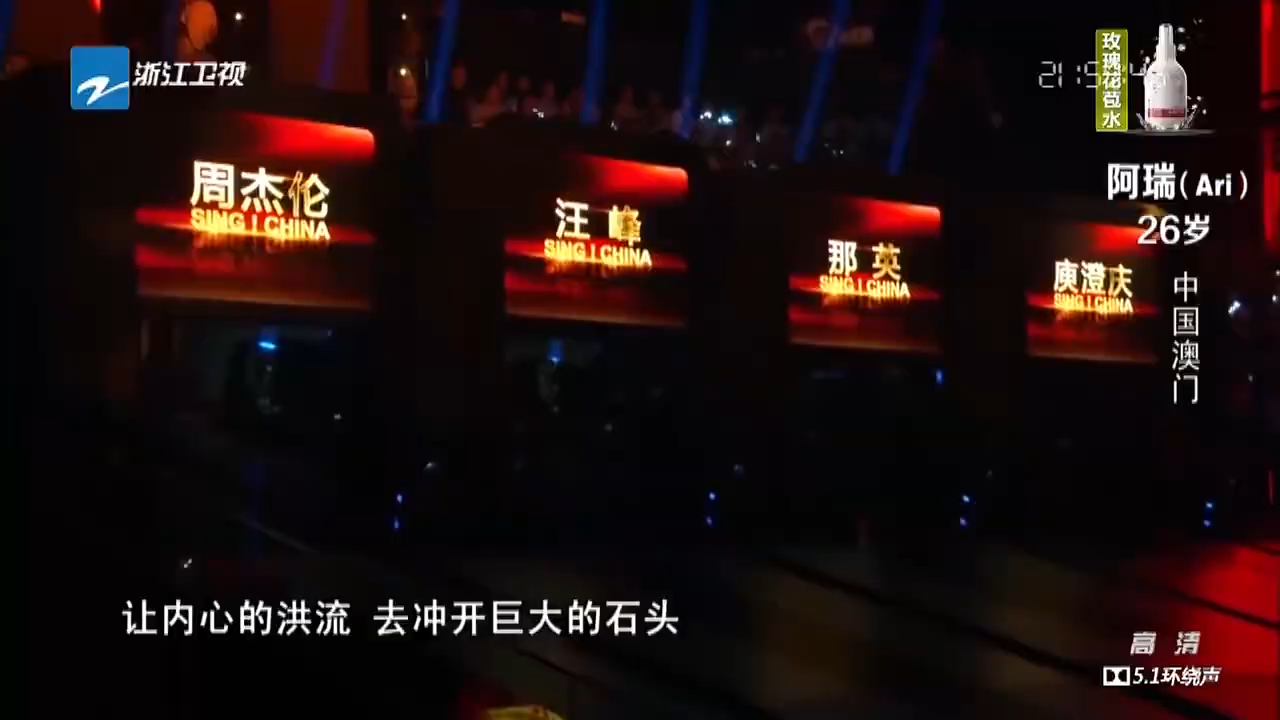 浙江卫视
玫瑰花苞水
阿瑞(Ari)
26岁
中国澳门
周杰伦
SING! CHINA
汪峰
SING! CHINA
那英
SING! CHINA
庾澄庆
SING! CHINA
让内心的洪流 去冲开巨大的石头
高清
5.1环绕声